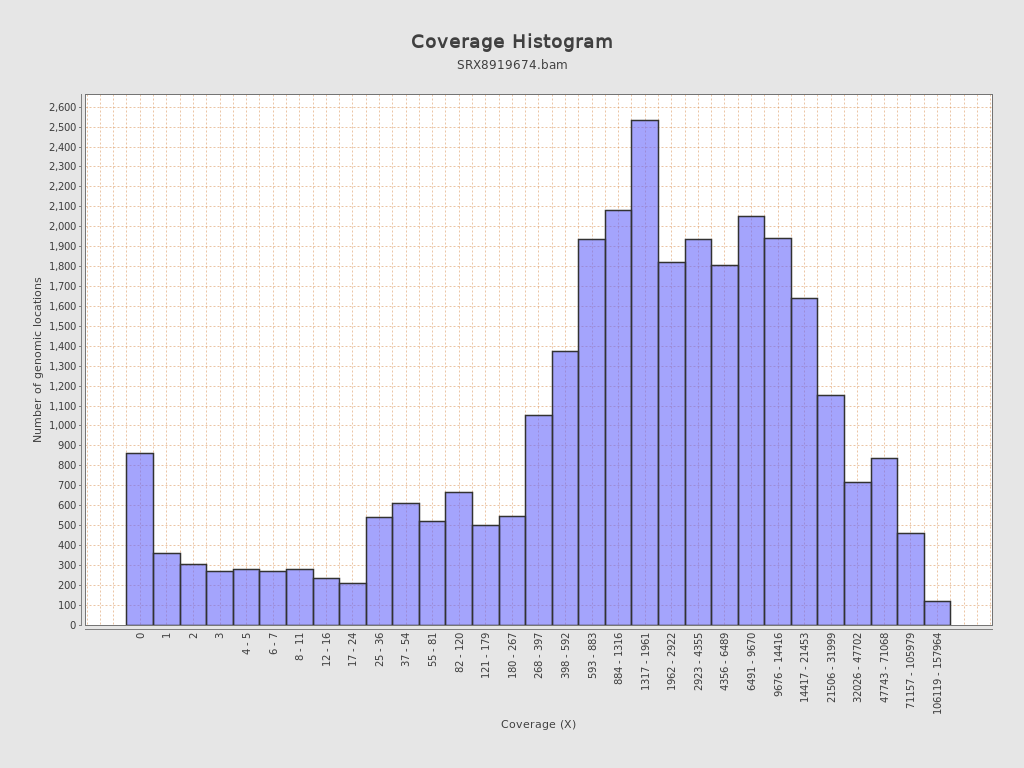 Coverage Histogram
SRX8919674.bam
Number of genomic locations
2,600
2,500
2,400
2,300
2,200
2,100
2,000
1,900
1,800
1,700
1,600
1,500
1,400
1,300
1,200
1,100
1,000
900
800
700
600
500
400
300
200
100
0
0
1
2
3
4 - 5
6 - 7
8 - 11
12 - 16
17 - 24
25 - 36
37 - 54
55 - 81
82 - 120
121 - 179
180 - 267
268 - 397
398 - 592
593 - 883
884 - 1316
1317 - 1961
1962 - 2922
2923 - 4355
4356 - 6489
6491 - 9670
9676 - 14416
14417 - 21453
21506 - 31999
32026 - 47702
47743 - 71068
71157 - 105979
106119 - 157964
Coverage (X)